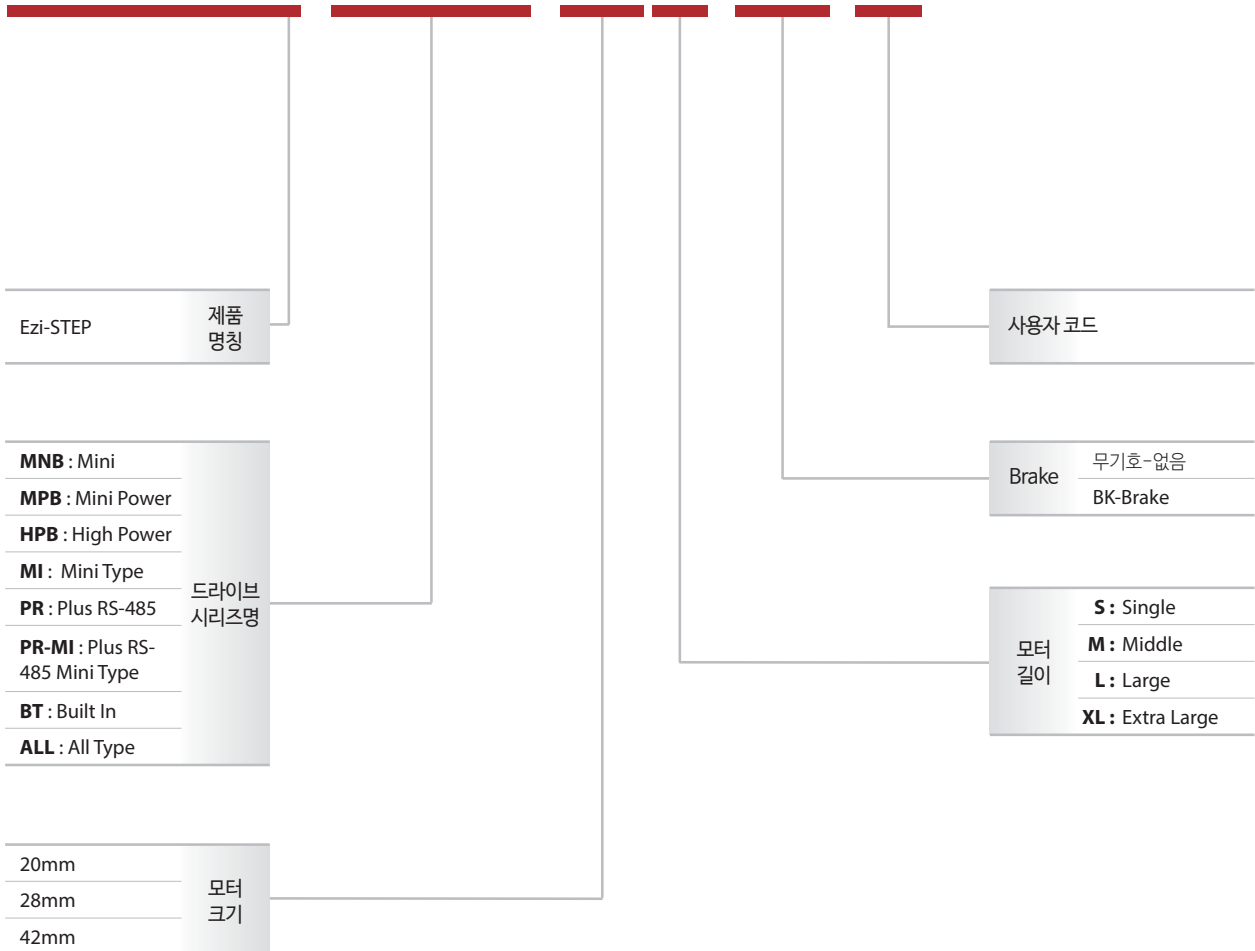 Ezi-STEP
제품
명칭
사용자 코드
MNB : Mini
MPB : Mini Power
HPB : High Power
MI : Mini Type
PR : Plus RS-485
PR-MI : Plus RS-
485 Mini Type
BT : Built In
ALL : All Type
드라이브
시리즈명
Brake
무기호-없음
BK-Brake
모터
길이
S : Single
M : Middle
L : Large
XL : Extra Large
20mm
28mm
42mm
모터
크기